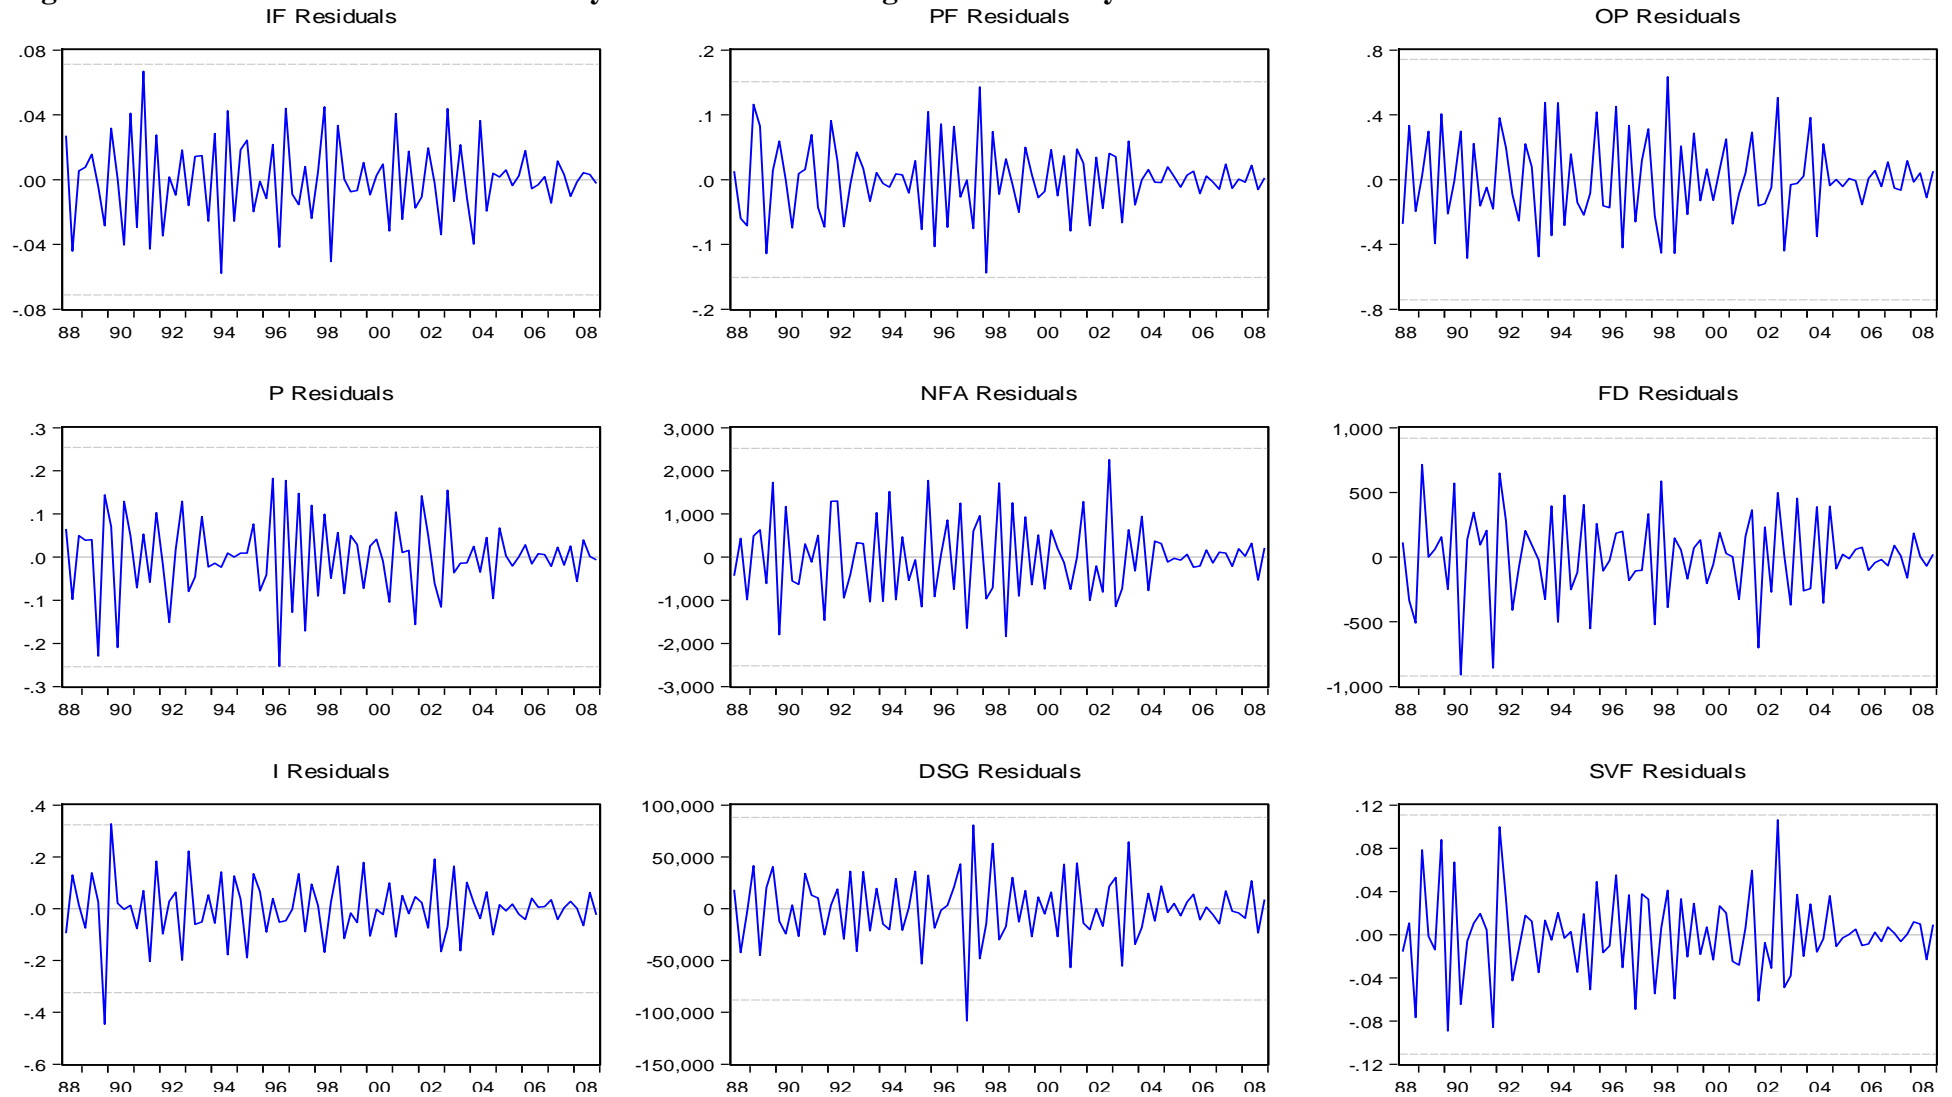 IF Residuals
PF Residuals
OP Residuals
.08
.04
.00
-.04
-.08
88 90 92 94 96 98 00 02 04 06 08
.2
.1
.0
-.1
-.2
88 90 92 94 96 98 00 02 04 06 08
.8
.4
.0
-.4
-.8
88 90 92 94 96 98 00 02 04 06 08
P Residuals
NFA Residuals
FD Residuals
.3
.2
.1
.0
-.1
-.2
-.3
88 90 92 94 96 98 00 02 04 06 08
3,000
2,000
1,000
0
-1,000
-2,000
-3,000
88 90 92 94 96 98 00 02 04 06 08
1,000
500
0
-500
-1,000
88 90 92 94 96 98 00 02 04 06 08
I Residuals
DSG Residuals
SVF Residuals
.4
.2
.0
-.2
-.4
-.6
88 90 92 94 96 98 00 02 04 06 08
100,000
50,000
0
-50,000
-100,000
-150,000
88 90 92 94 96 98 00 02 04 06 08
.12
.08
.04
.00
-.04
-.08
-.12
88 90 92 94 96 98 00 02 04 06 08